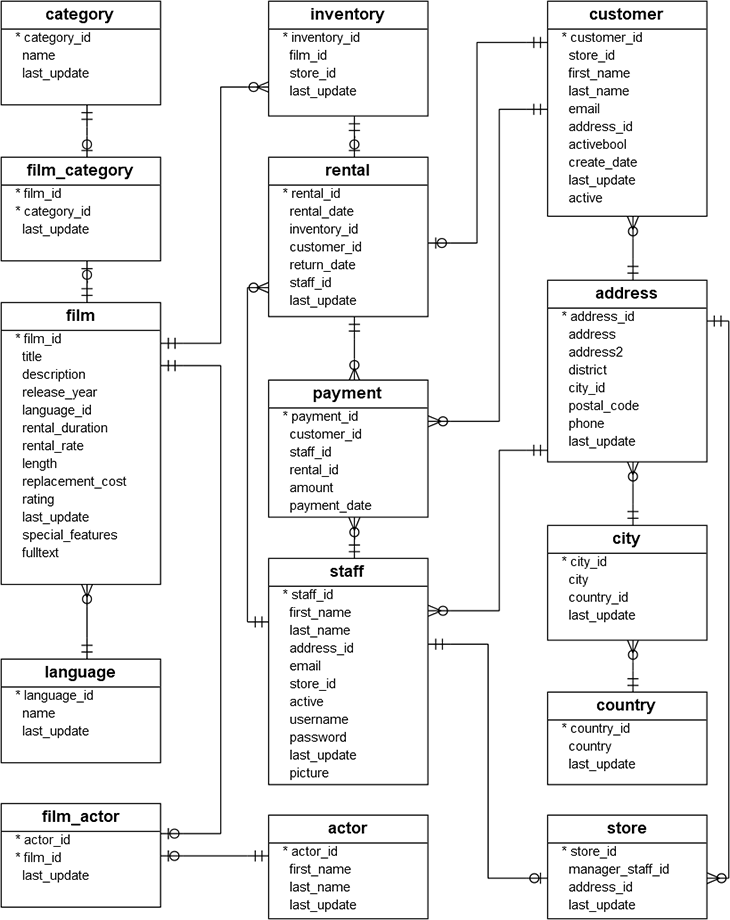 category
* category_id
name
last_update
film_category
* film_id
* category_id
last_update
film
* film_id
title
description
release_year
language_id
rental_duration
rental_rate
length
replacement_cost
rating
last_update
special_features
fulltext
language
* language_id
name
last_update
film_actor
* actor_id
* film_id
last_update
inventory
* inventory_id
film_id
store_id
last_update
rental
* rental_id
rental_date
inventory_id
customer_id
return_date
staff_id
last_update
payment
* payment_id
customer_id
staff_id
rental_id
amount
payment_date
staff
* staff_id
first_name
last_name
address_id
email
store_id
active
username
password
last_update
picture
actor
* actor_id
first_name
last_name
last_update
customer
* customer_id
store_id
first_name
last_name
email
address_id
activebool
create_date
last_update
active
address
* address_id
address
address2
district
city_id
postal_code
phone
last_update
city
* city_id
city
country_id
last_update
country
* country_id
country
last_update
store
* store_id
manager_staff_id
address_id
last_update